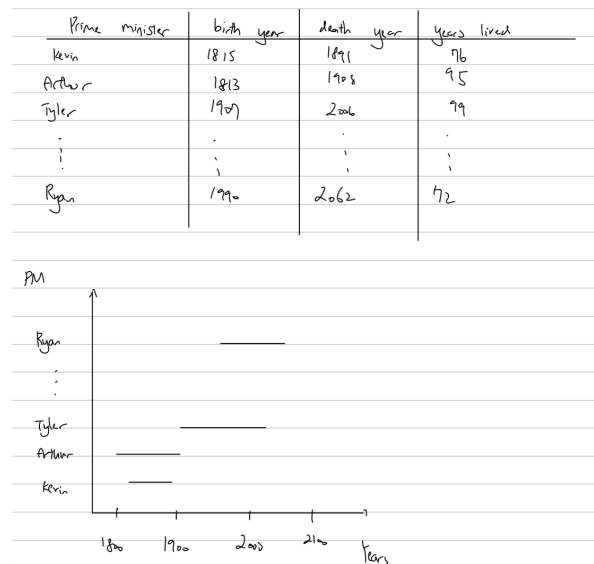 Prime minister birth year death year years lived
Kevin 1815 1891 76
Arthur 1813 1908 95
Tyler 1907 2006 99
Ryan 1990 2062 72
PM
Ryan
Tyler
Arthur
Kevin
1800 1900 2000 2100
Years